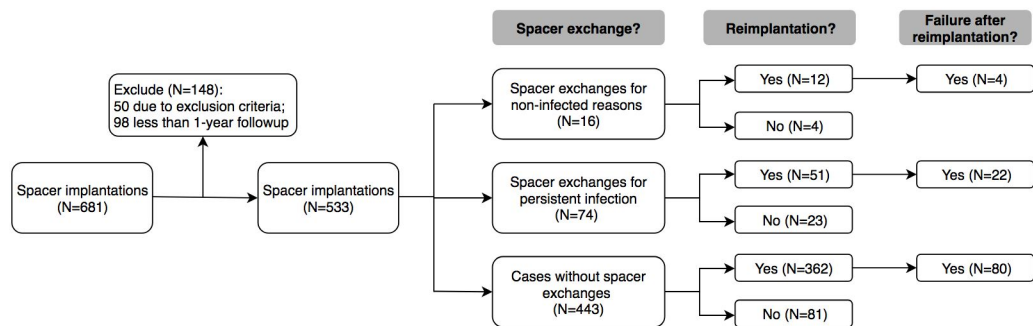 Spacer exchange?
Reimplantation?
Failure after
reimplantation?
Exclude (N=148):
50 due to exclusion criteria;
98 less than 1-year followup
Spacer implantations
(N=681)
Spacer implantations
(N=533)
Spacer exchanges for
non-infected reasons
(N=16)
Yes (N=12)
Yes (N=4)
No (N=4)
Spacer exchanges for
persistent infection
(N=74)
Yes (N=51)
Yes (N=22)
No (N=23)
Cases without spacer
exchanges
(N=443)
Yes (N=362)
Yes (N=80)
No (N=81)